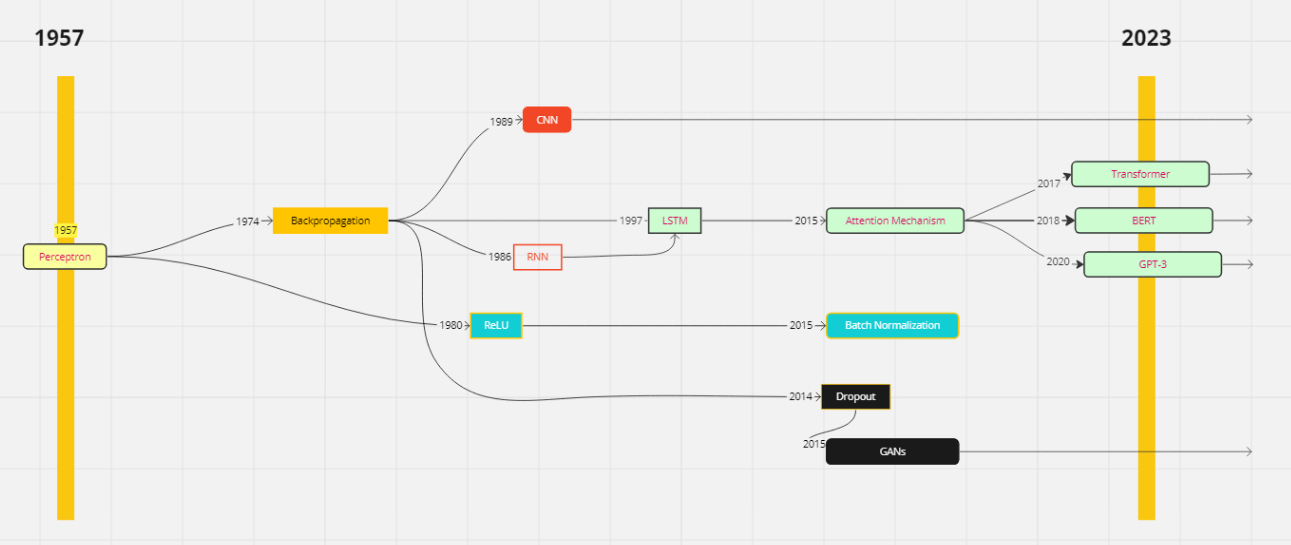 1957
2023
1989
CNN
2017
Transformer
1974
Backpropagation
1997
LSTM
2015
Attention Mechanism
2018
BERT
1957
Perceptron
1986
RNN
2020
GPT-3
1980
ReLU
2015
Batch Normalization
2014
Dropout
2015
GANs